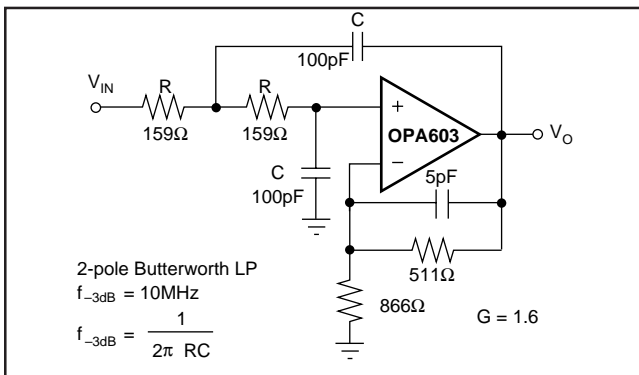 C
100pF
V_IN
R
R
+
OPA603
V_O
159Ω
159Ω
−
C
5pF
100pF
511Ω
2-pole Butterworth LP
f_−3dB = 10MHz
866Ω
G = 1.6
f_−3dB = 1
2π RC